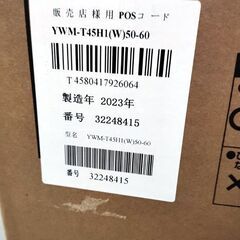 販売店様用 POSコード
YWM-T45H1(W)50-60
T4580417926064
製造年 2023年
番号 32248415
型名 YWM-T45H1(W)50-60
番号 32248415